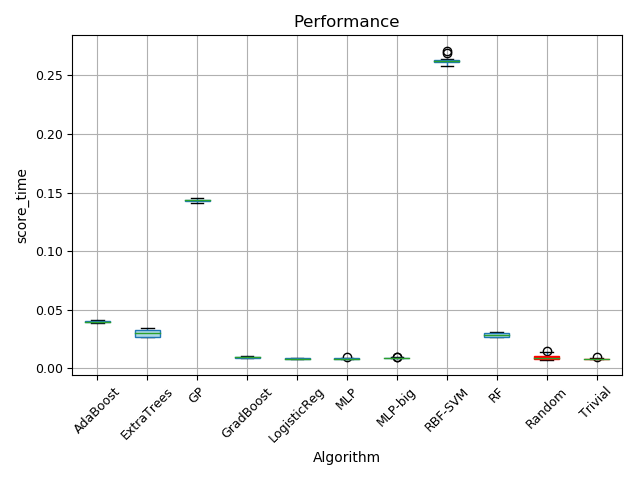 Performance
score_time
0.25
0.20
0.15
0.10
0.05
0.00
AdaBoost
ExtraTrees
GP
GradBoost
LogisticReg
MLP
MLP-big
RBF-SVM
RF
Random
Trivial
Algorithm